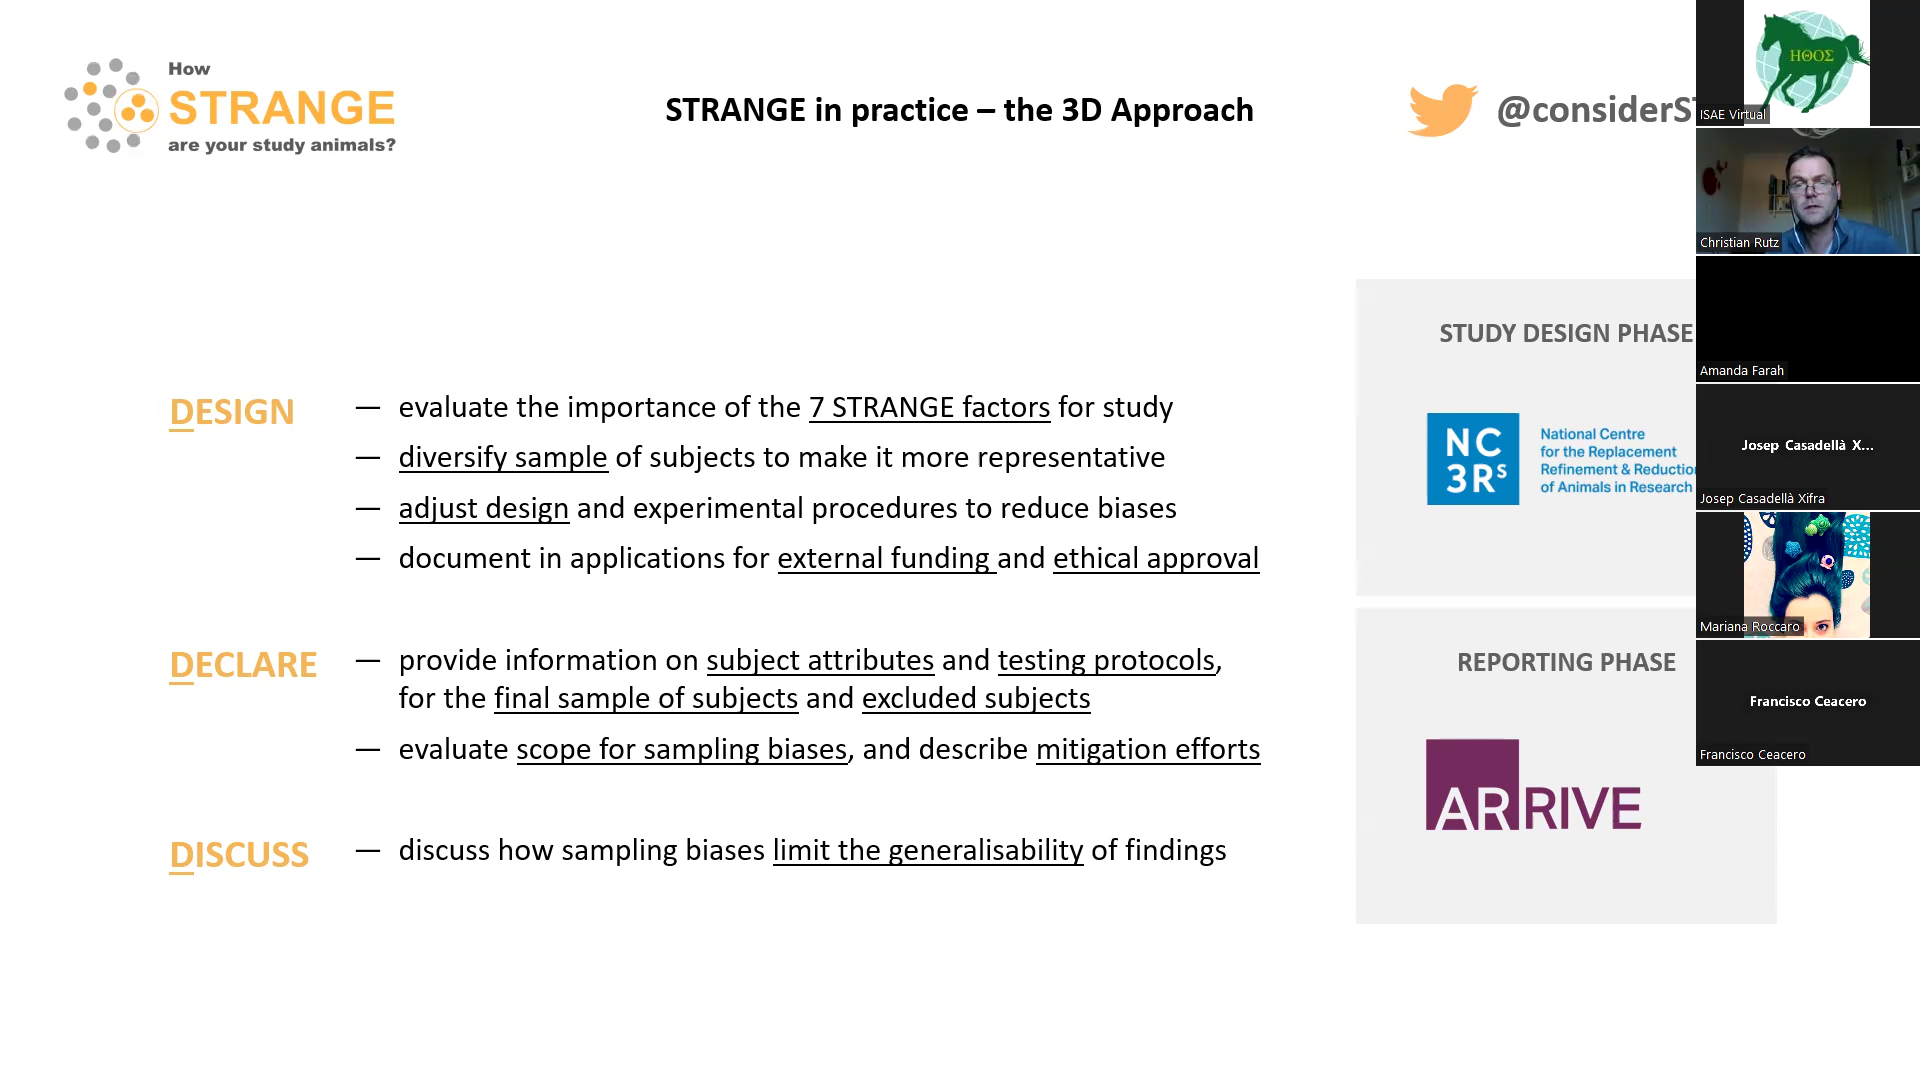 How
STRANGE
are your study animals?
STRANGE in practice – the 3D Approach
@considerST
DESIGN
— evaluate the importance of the 7 STRANGE factors for study
— diversify sample of subjects to make it more representative
— adjust design and experimental procedures to reduce biases
— document in applications for external funding and ethical approval
DECLARE
— provide information on subject attributes and testing protocols,
for the final sample of subjects and excluded subjects
— evaluate scope for sampling biases, and describe mitigation efforts
DISCUSS
— discuss how sampling biases limit the generalisability of findings
STUDY DESIGN PHASE
NC
3Rs
National Centre
for the Replacement
Refinement & Reduction
of Animals in Research
REPORTING PHASE
ARRIVE
ΗΘΟΣ
ISAE Virtual
Christian Rutz
Amanda Farah
Josep Casadellà X...
Josep Casadellà Xifra
Mariana Roccaro
Francisco Ceacero
Francisco Ceacero